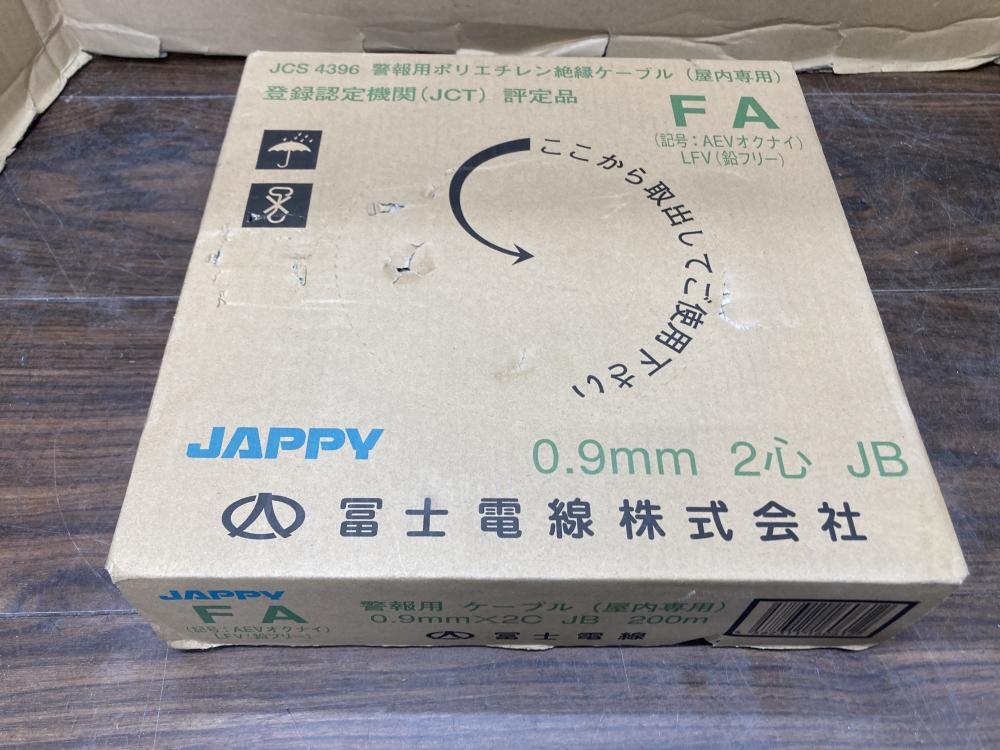 JCS 4396 警報用ポリエチレン絶縁ケーブル（屋内専用）
登録認定機関（JCT）評定品
FA
（記号：AEVオクナイ）
LFV（鉛フリー）
ここから取出してご使用下さい
JAPPY
0.9mm 2心 JB
冨士電線株式会社
JAPPY
FA
（記号：AEVオクナイ）
LFV（鉛フリー）
警報用 ケーブル（屋内専用）
0.9mm×2C JB 200m
冨士電線